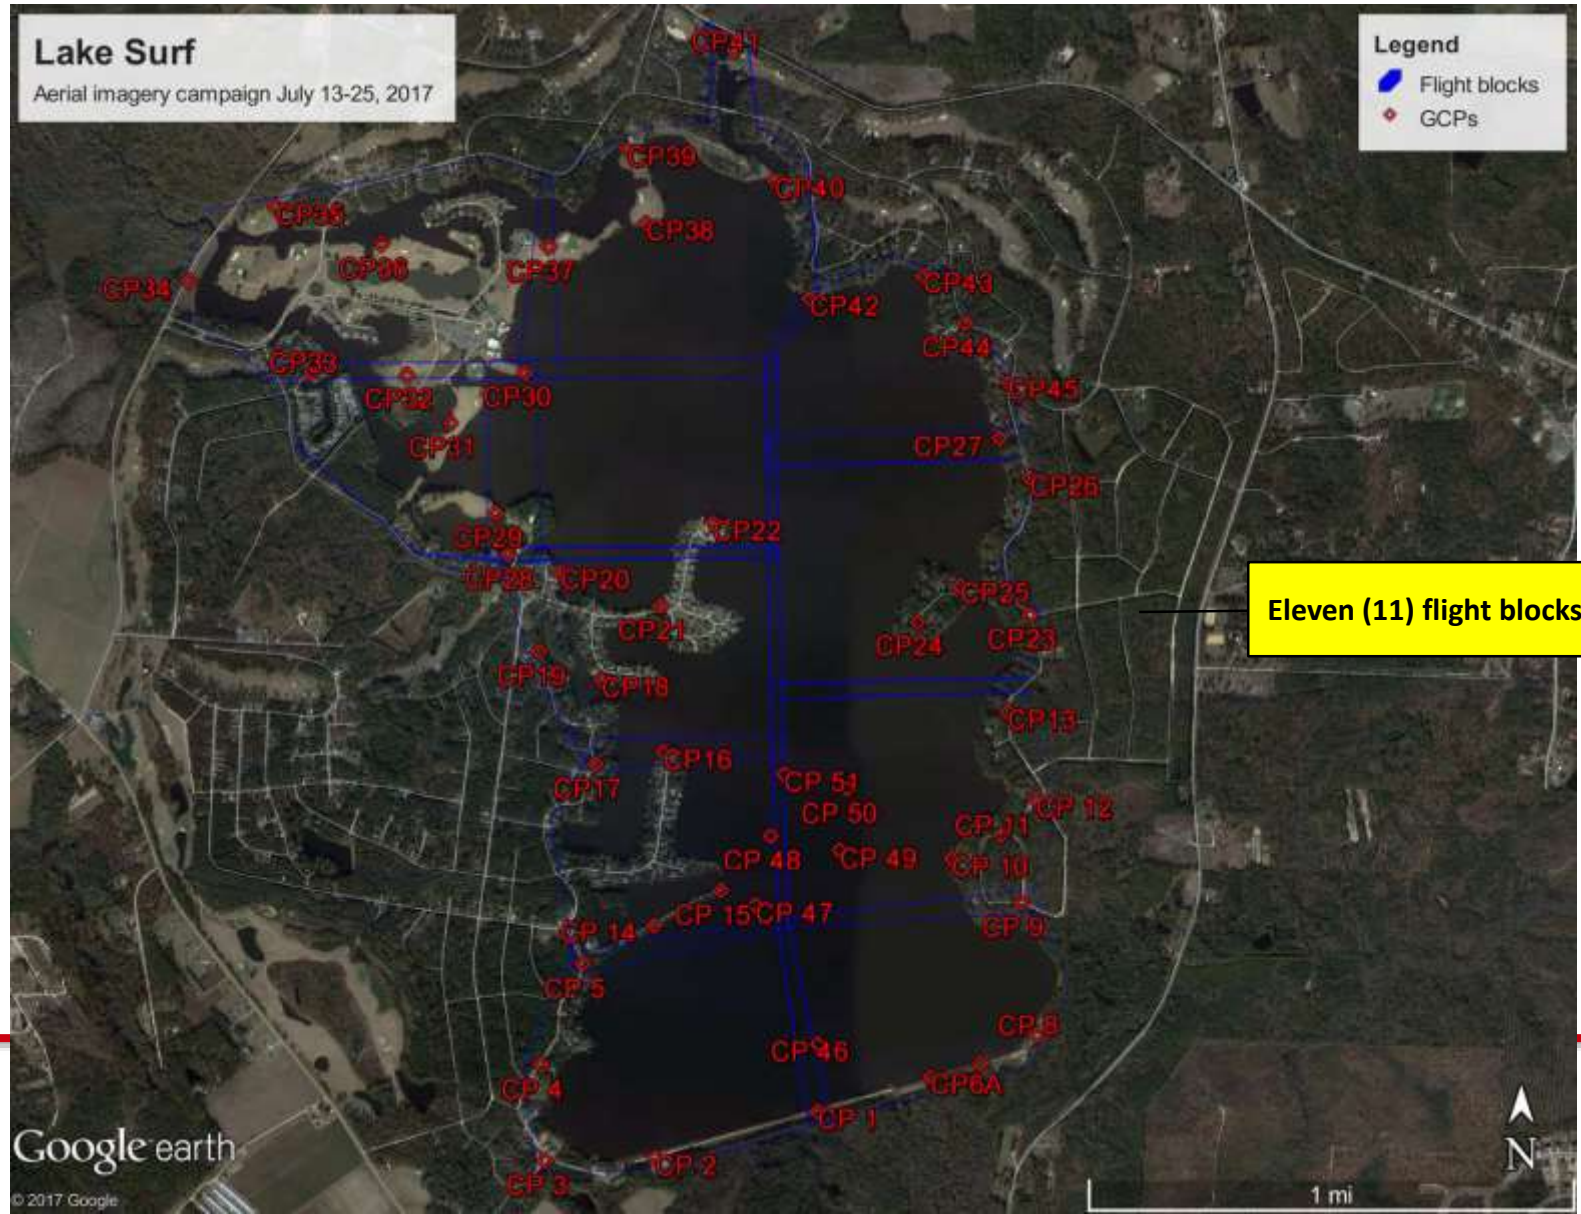 Lake Surf
Aerial imagery campaign July 13-25, 2017
Legend
Flight blocks
GCPs
CP41
CP39
CP40
CP35
CP38
CP36
CP37
CP34
CP43
CP42
CP44
CP33
CP45
CP32
CP30
CP31
CP27
CP26
CP29
CP22
CP28
CP20
CP25
Eleven (11) flight blocks
CP21
CP24
CP23
CP19
CP18
CP13
CP16
CP17
CP 51
CP 50
CP 12
CP 11
CP 48
CP 49
CP 10
CP 15
CP 47
CP 14
CP 9
CP 5
CP 8
CP 46
CP 4
CP6A
CP 1
CP 2
CP 3
Google earth
N
© 2017 Google
1 mi